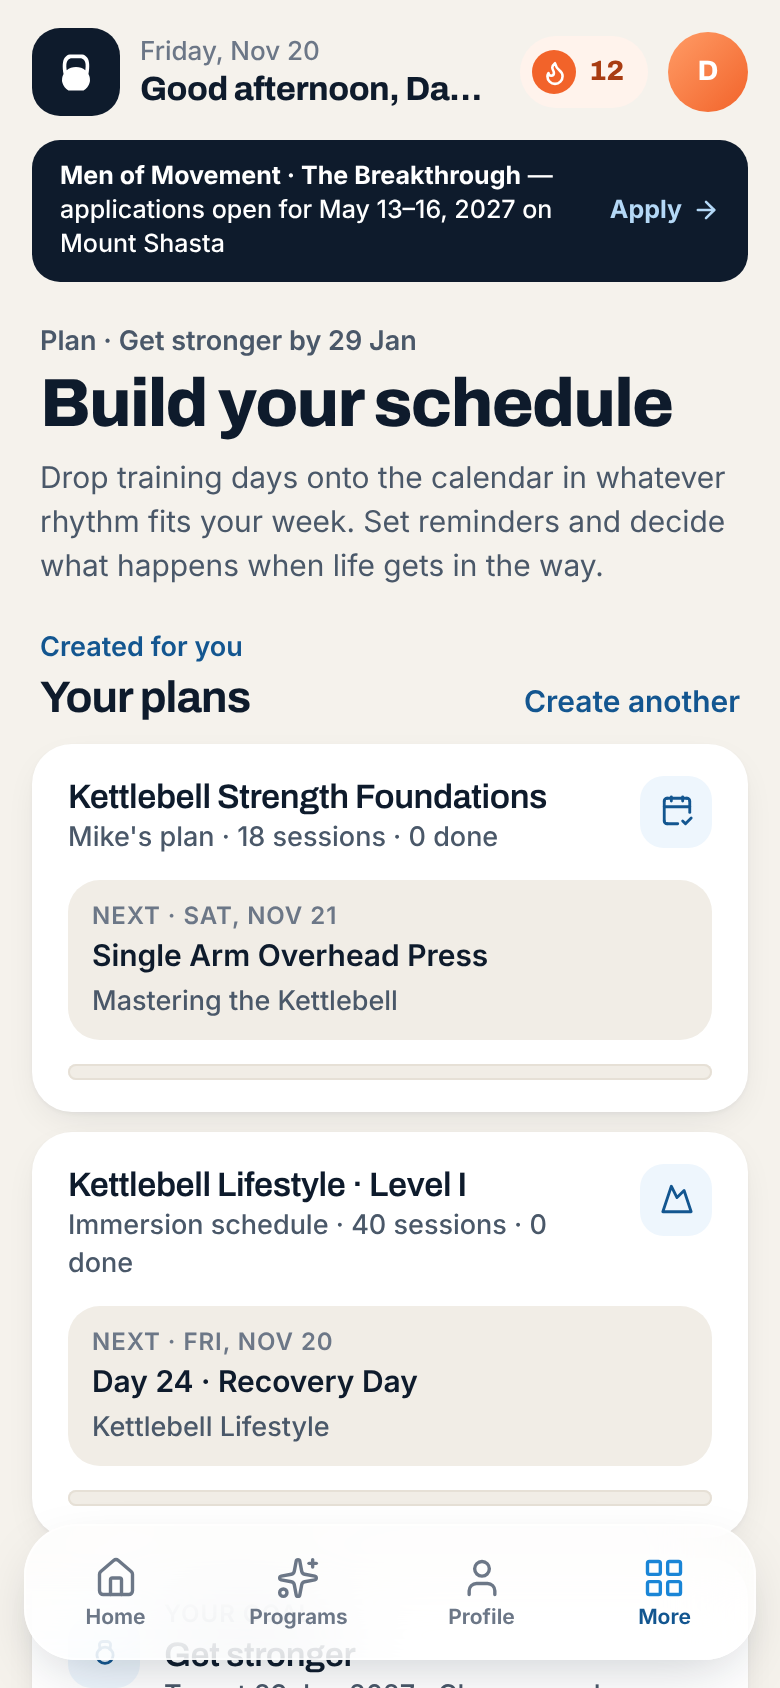 Friday, Nov 20
Good afternoon, Da...
12
D
Men of Movement · The Breakthrough —
applications open for May 13–16, 2027 on
Mount Shasta
Apply →
Plan · Get stronger by 29 Jan
Build your schedule
Drop training days onto the calendar in whatever
rhythm fits your week. Set reminders and decide
what happens when life gets in the way.
Created for you
Your plans
Create another
Kettlebell Strength Foundations
Mike's plan · 18 sessions · 0 done
NEXT · SAT, NOV 21
Single Arm Overhead Press
Mastering the Kettlebell
Kettlebell Lifestyle · Level I
Immersion schedule · 40 sessions · 0
done
NEXT · FRI, NOV 20
Day 24 · Recovery Day
Kettlebell Lifestyle
YOUR
Get stronger
Home
Programs
Profile
More